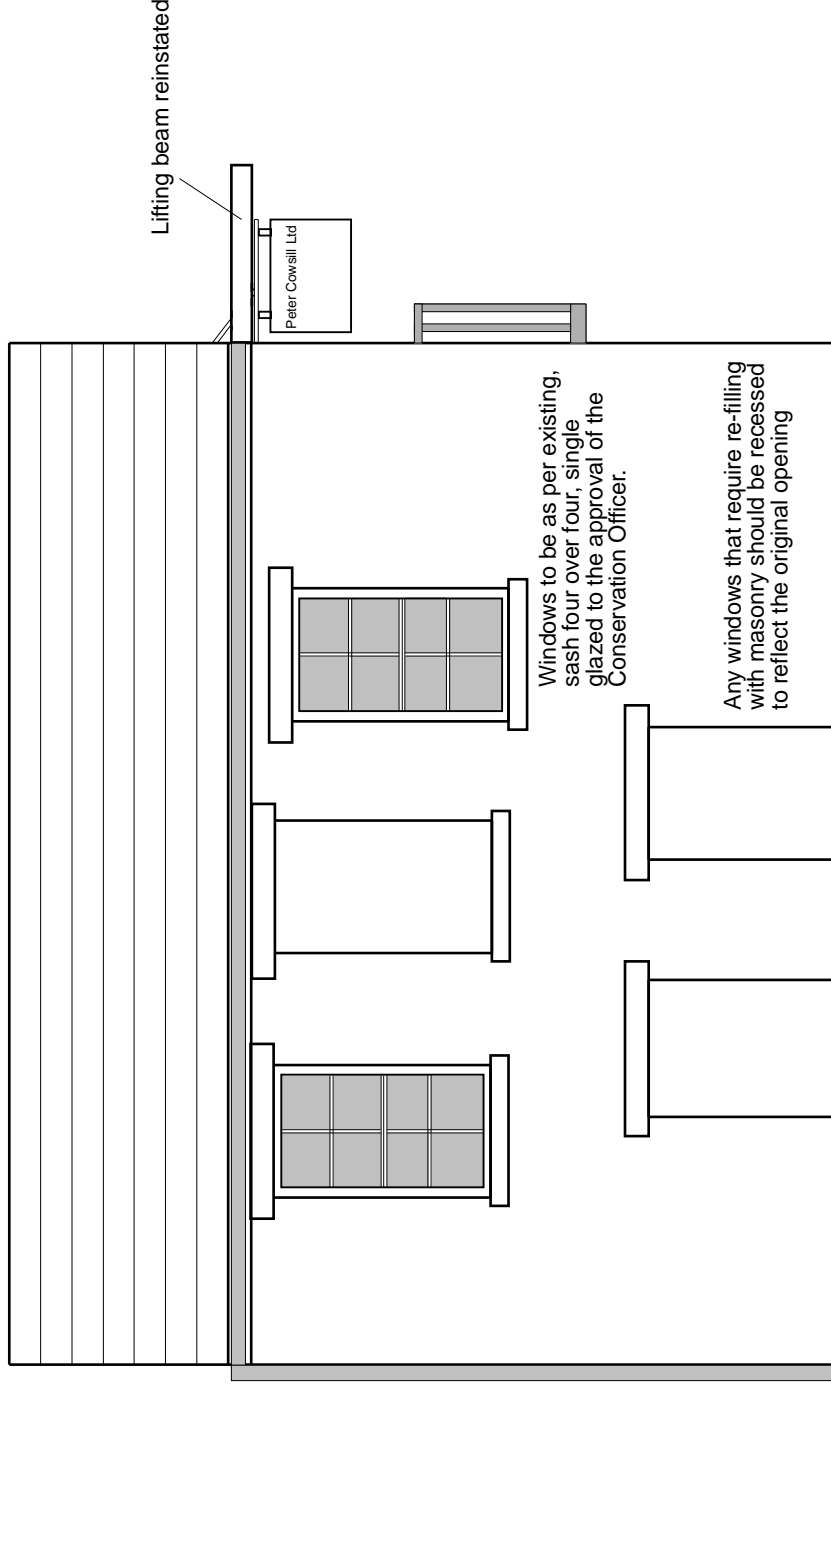 Lifting beam reinstated
Peter Cowsill Ltd
Windows to be as per existing,
sash four over four, single
glazed to the approval of the
Conservation Officer.
Any windows that require re-filling
with masonry should be recessed
to reflect the original opening